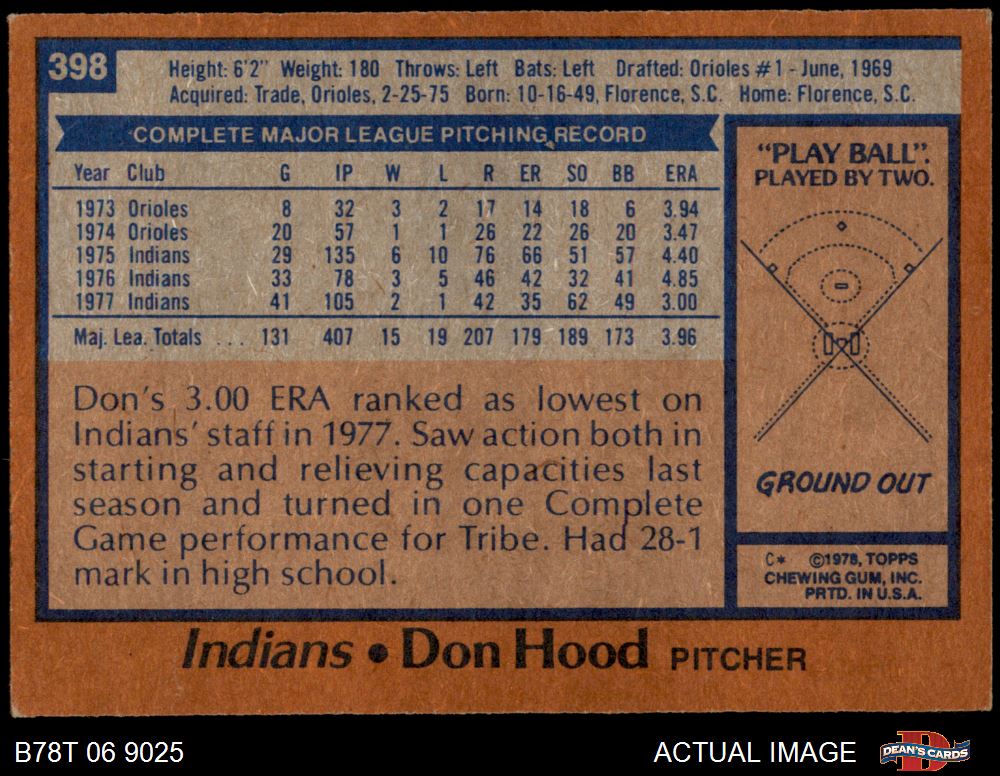 398
Height: 6'2" Weight: 180 Throws: Left Bats: Left Drafted: Orioles #1 - June, 1969
Acquired: Trade, Orioles, 2-25-75 Born: 10-16-49, Florence, S.C. Home: Florence, S.C.
COMPLETE MAJOR LEAGUE PITCHING RECORD
Year Club G IP W L R ER SO BB ERA
1973 Orioles 8 32 3 2 17 14 18 6 3.94
1974 Orioles 20 57 1 1 26 22 26 20 3.47
1975 Indians 29 135 6 10 76 66 51 57 4.40
1976 Indians 33 78 3 5 46 42 32 41 4.85
1977 Indians 41 105 2 1 42 35 62 49 3.00
Maj. Lea. Totals ... 131 407 15 19 207 179 189 173 3.96
Don's 3.00 ERA ranked as lowest on
Indians' staff in 1977. Saw action both in
starting and relieving capacities last
season and turned in one Complete
Game performance for Tribe. Had 28-1
mark in high school.
"PLAY BALL".
PLAYED BY TWO.
GROUND OUT
C* ©1978, TOPPS
CHEWING GUM, INC.
PRTD. IN U.S.A.
Indians • Don Hood PITCHER
B78T 06 9025
ACTUAL IMAGE
DEAN'S CARDS